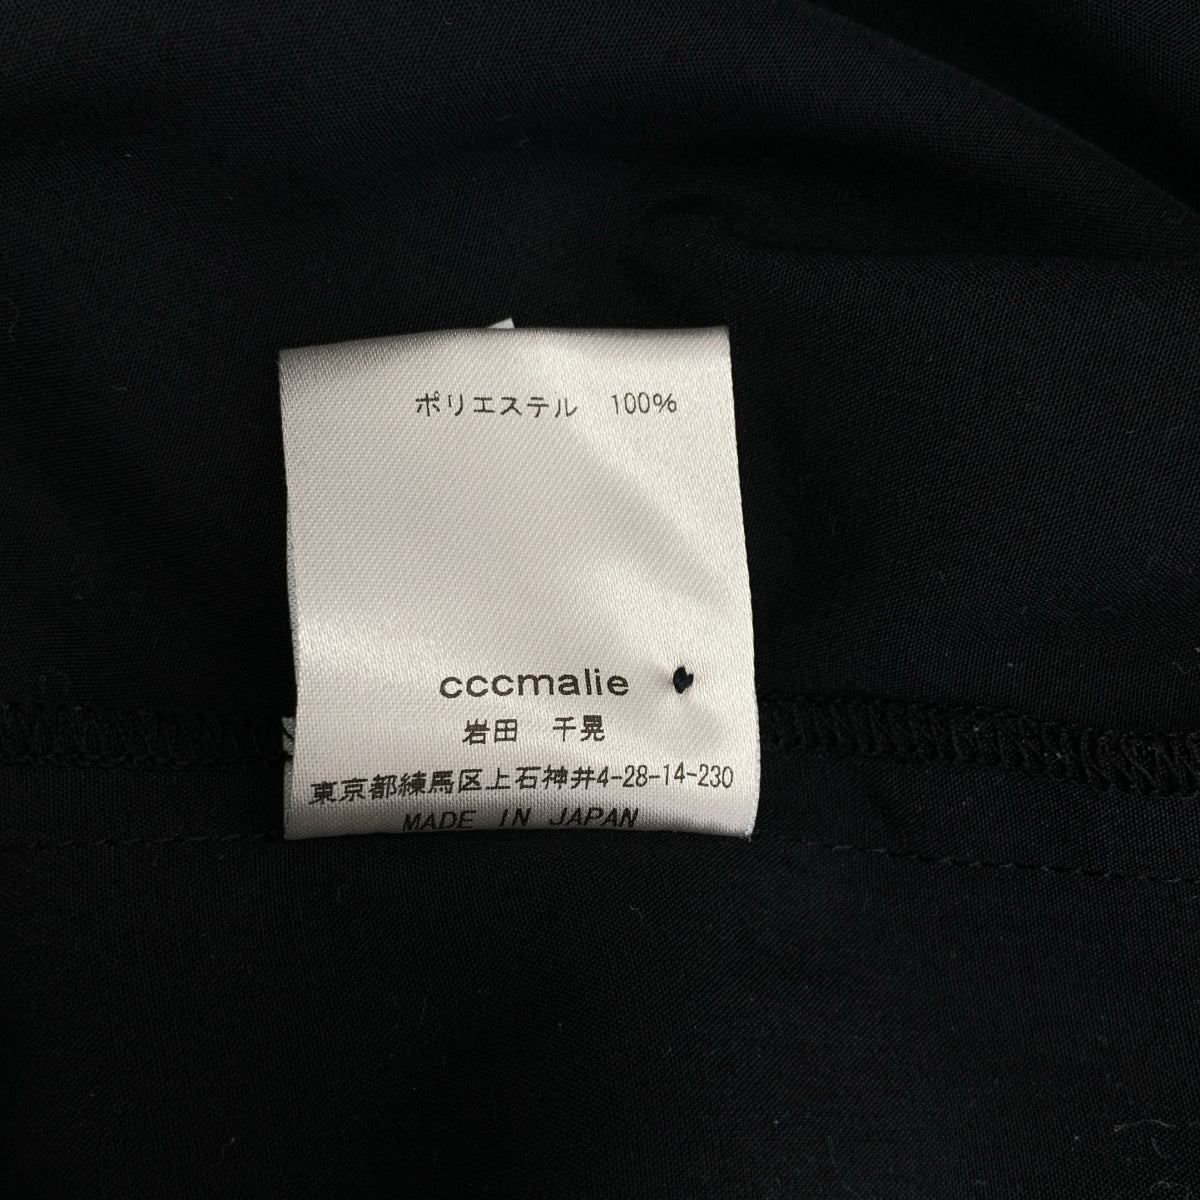 ポリエステル 100%
cccmalie
岩田 千晃
東京都練馬区上石神井4-28-14-230
MADE IN JAPAN